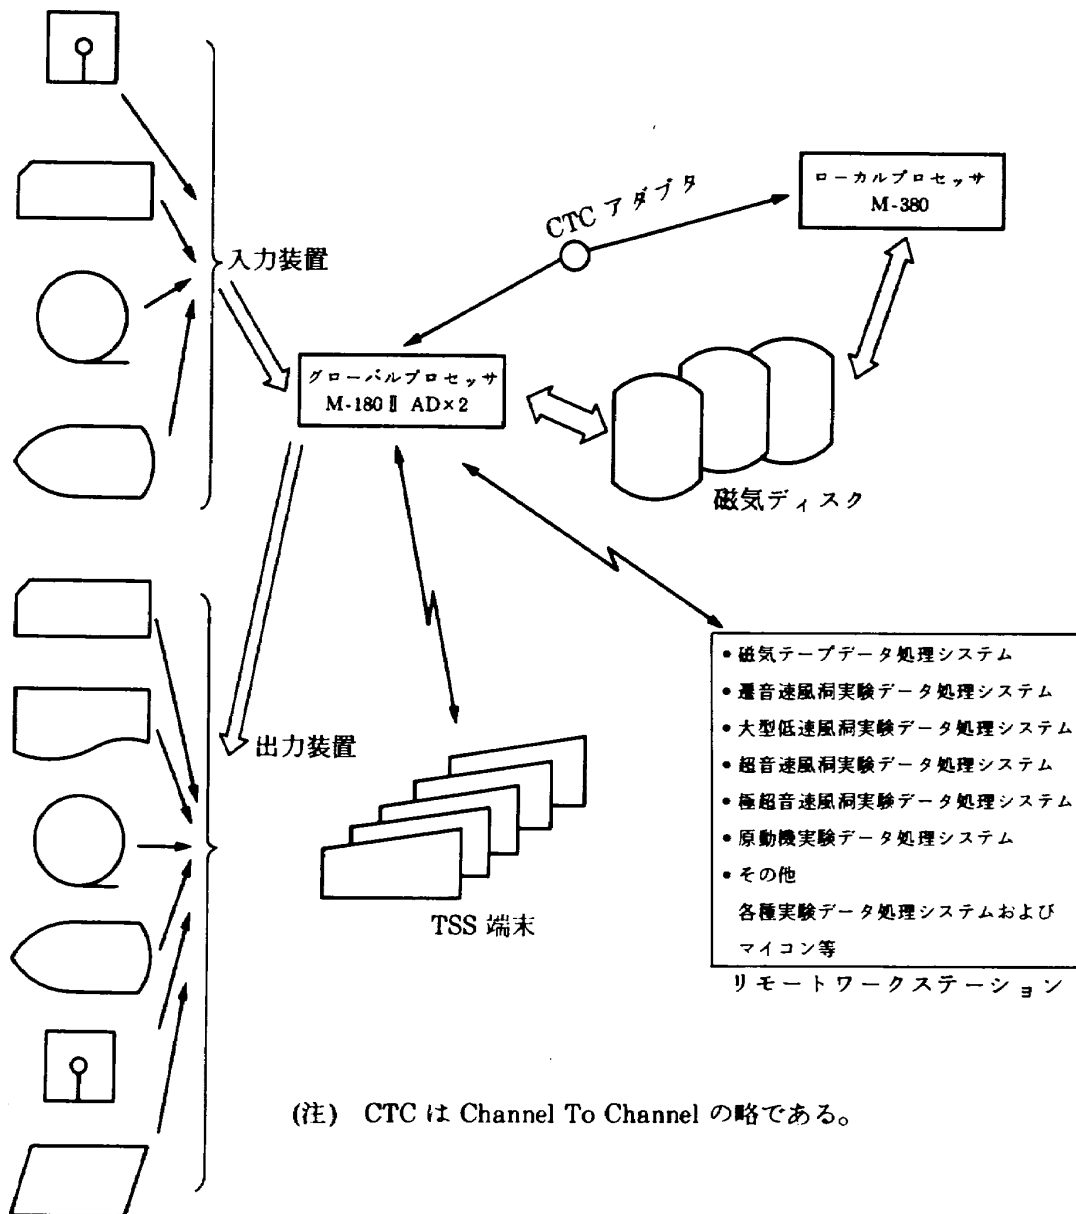 入力装置
CTC アダプタ
ローカルプロセッサ
M-380
グローバルプロセッサ
M-180Ⅱ AD×2
磁気ディスク
出力装置
TSS 端末
• 磁気テープデータ処理システム
• 遷音速風洞実験データ処理システム
• 大型低速風洞実験データ処理システム
• 超音速風洞実験データ処理システム
• 極超音速風洞実験データ処理システム
• 原動機実験データ処理システム
• その他
各種実験データ処理システムおよび
マイコン等
リモートワークステーション
(注) CTC は Channel To Channel の略である。